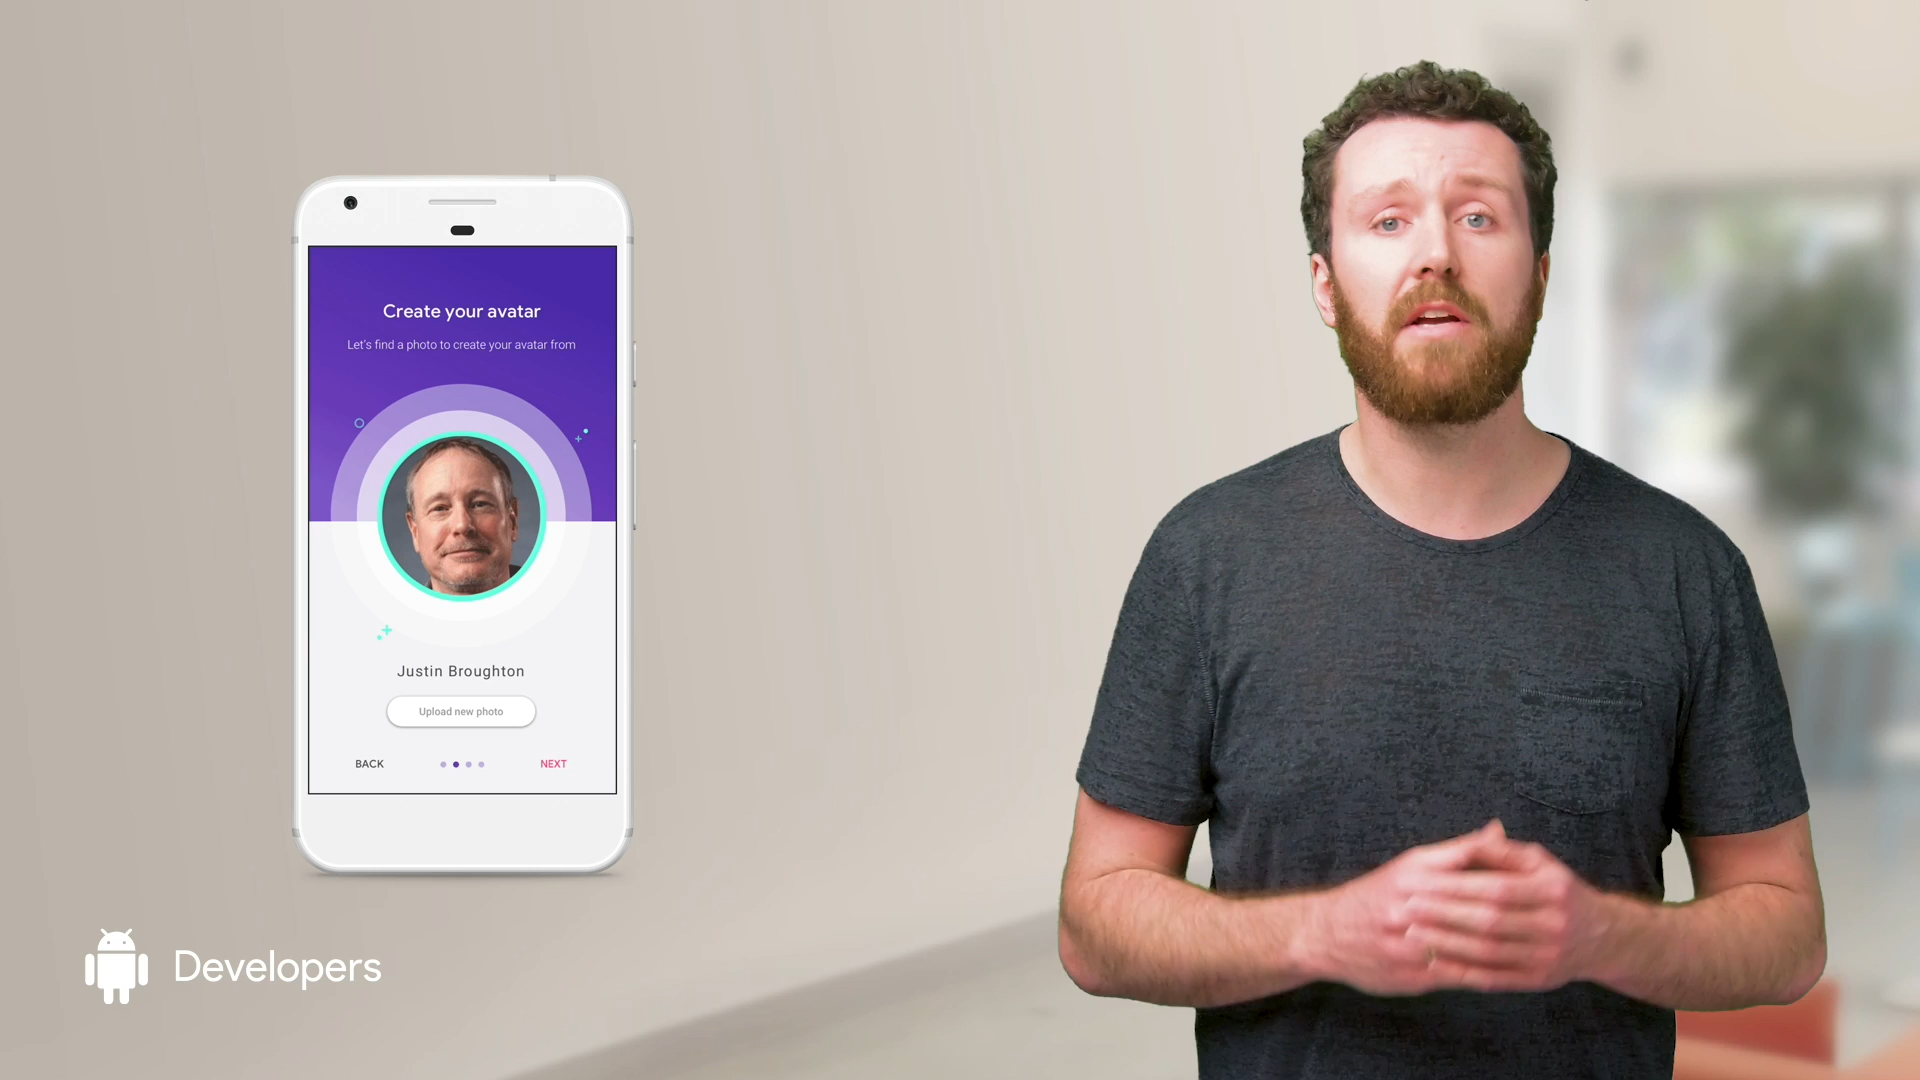 Create your avatar
Let's find a photo to create your avatar from
Justin Broughton
Upload new photo
BACK
NEXT
Developers